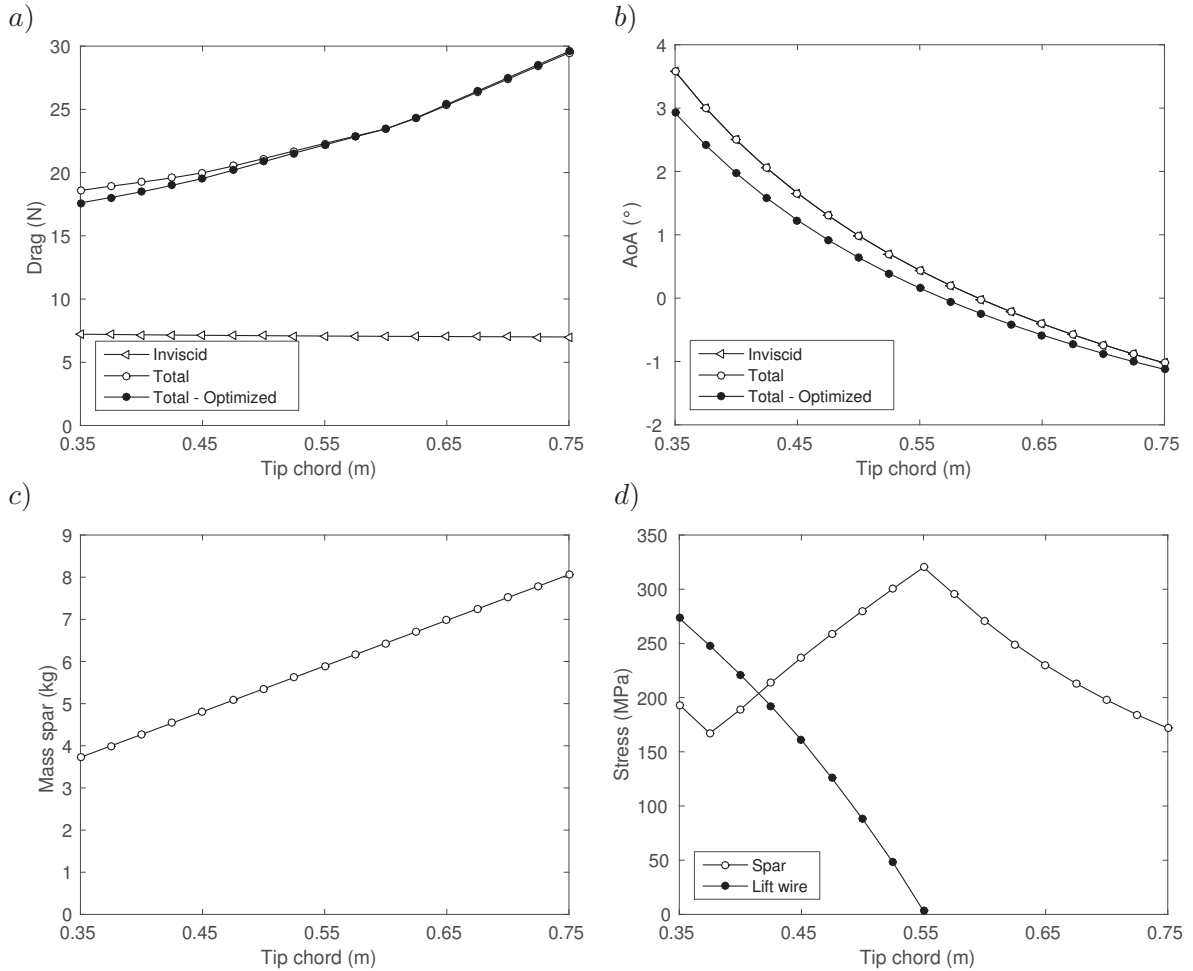 a)
30
25
20
15
10
5
0
Drag (N)
Inviscid
Total
Total - Optimized
0.35 0.45 0.55 0.65 0.75
Tip chord (m)
b)
4
3
2
1
0
-1
-2
AoA (°)
Inviscid
Total
Total - Optimized
0.35 0.45 0.55 0.65 0.75
Tip chord (m)
c)
9
8
7
6
5
4
3
2
1
0
Mass spar (kg)
0.35 0.45 0.55 0.65 0.75
Tip chord (m)
d)
350
300
250
200
150
100
50
0
Stress (MPa)
Spar
Lift wire
0.35 0.45 0.55 0.65 0.75
Tip chord (m)